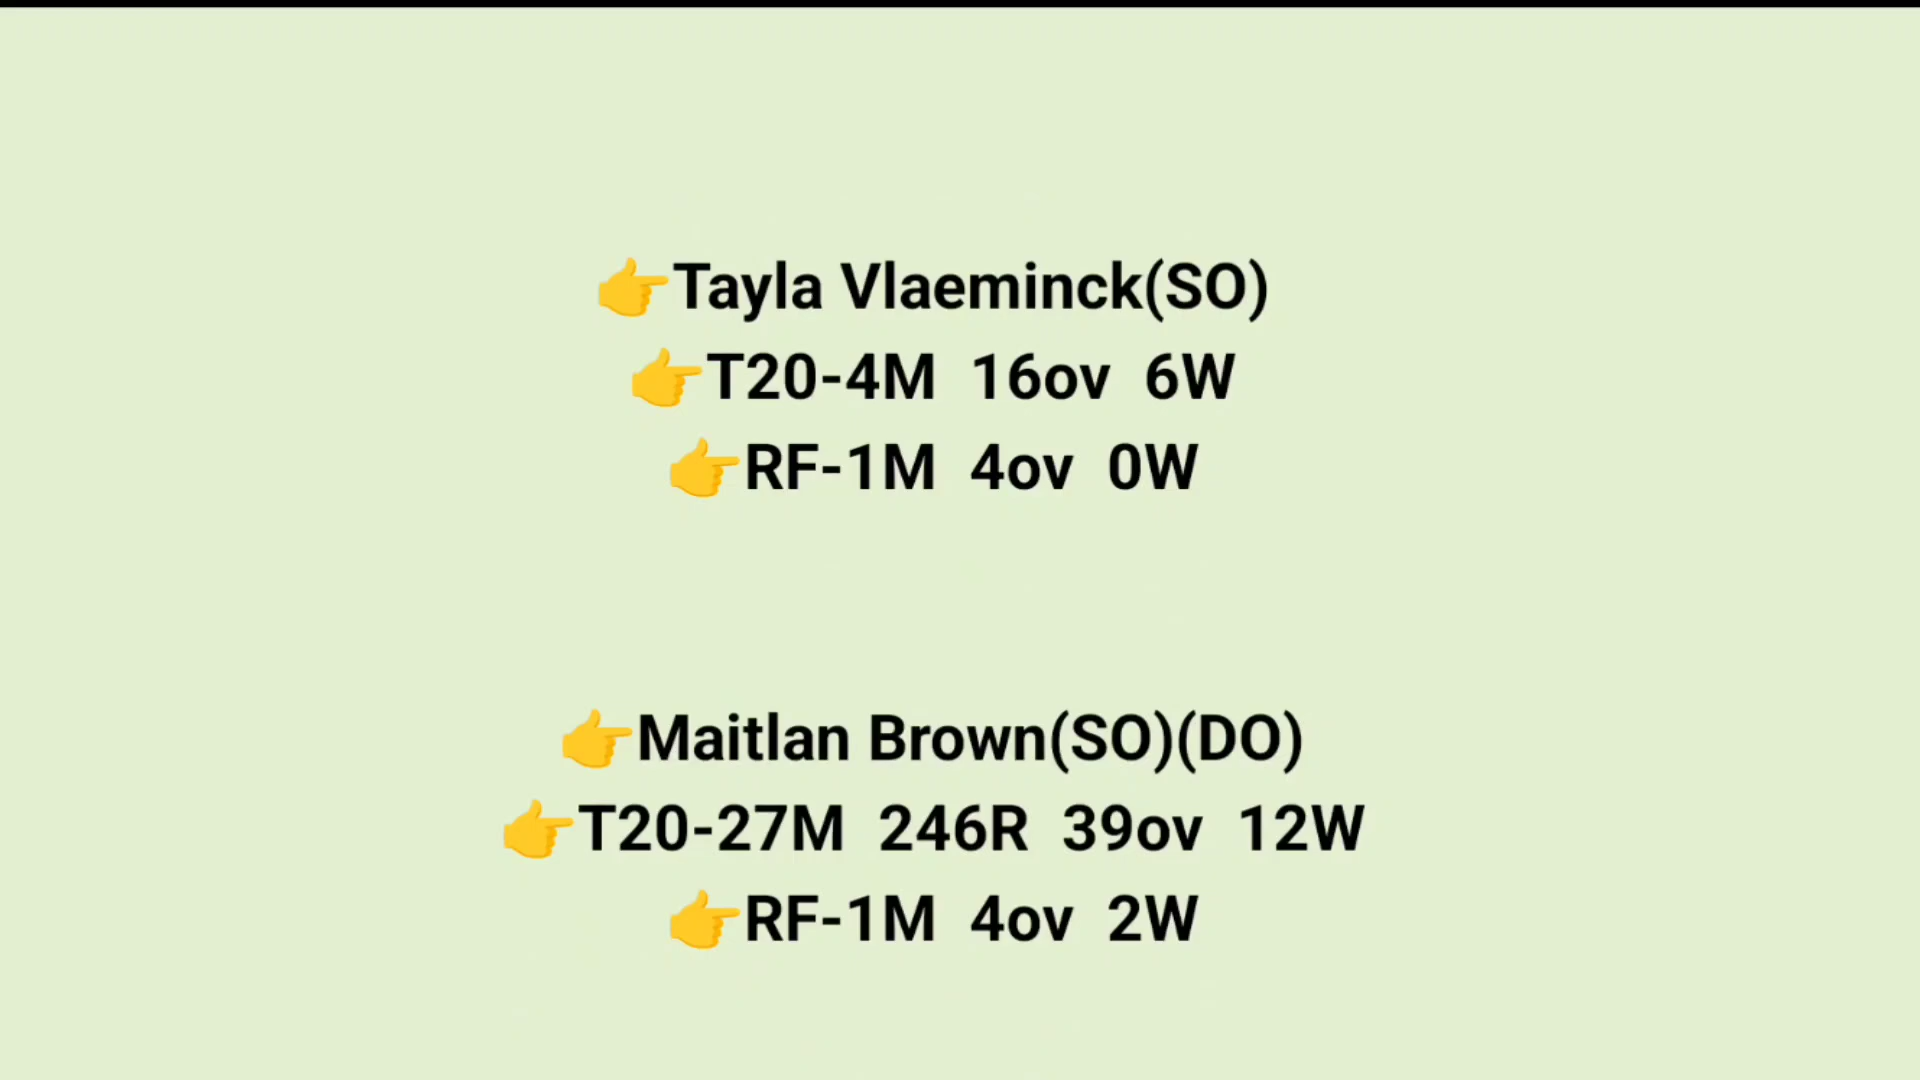 👉Tayla Vlaeminck(SO)
👉T20-4M 16ov 6W
👉RF-1M 4ov 0W
👉Maitlan Brown(SO)(DO)
👉T20-27M 246R 39ov 12W
👉RF-1M 4ov 2W